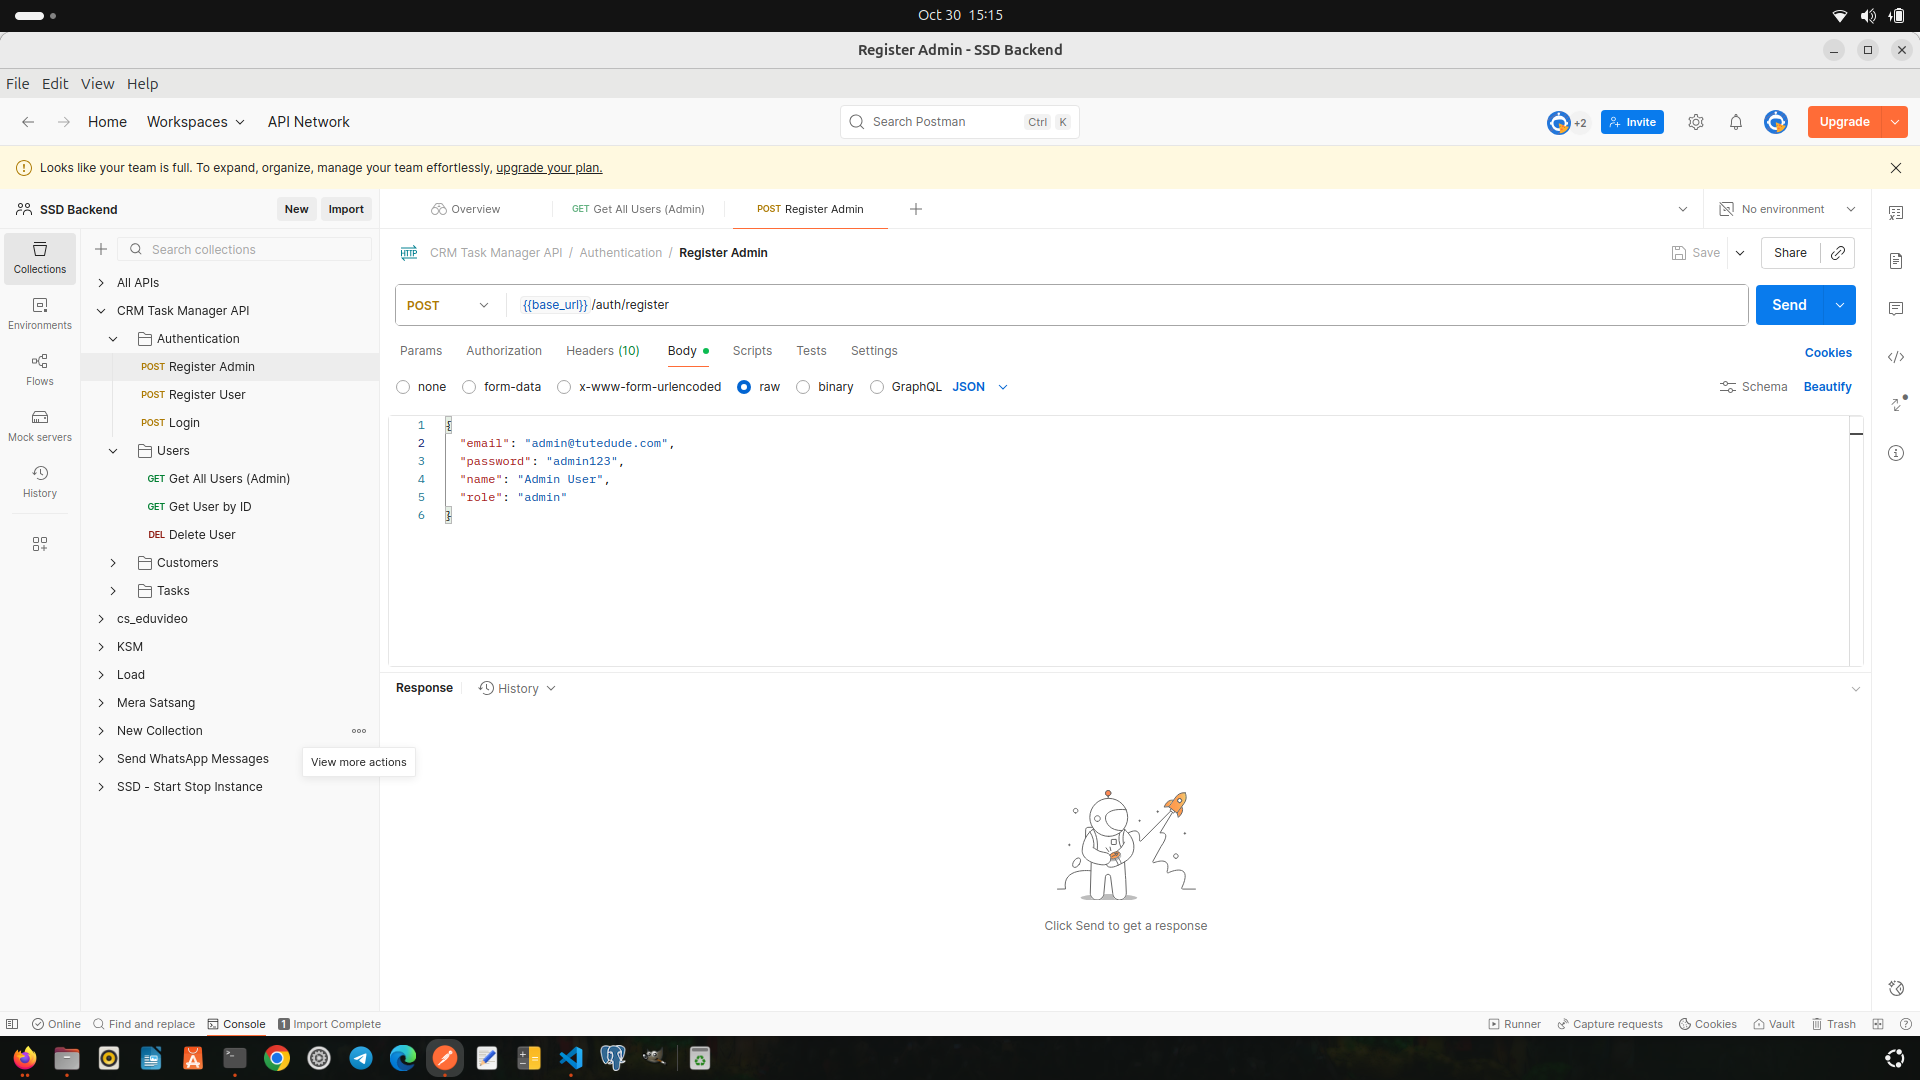 Oct 30 15:15
Register Admin - SSD Backend
File Edit View Help
Home Workspaces API Network
Search Postman Ctrl K
+2 Invite Upgrade
Looks like your team is full. To expand, organize, manage your team effortlessly, upgrade your plan.
SSD Backend New Import
Overview GET Get All Users (Admin) POST Register Admin No environment
Collections
Environments
Flows
Mock servers
History
Search collections
All APIs
CRM Task Manager API
Authentication
POST Register Admin
POST Register User
POST Login
Users
GET Get All Users (Admin)
GET Get User by ID
DEL Delete User
Customers
Tasks
cs_eduvideo
KSM
Load
Mera Satsang
New Collection
Send WhatsApp Messages
SSD - Start Stop Instance
View more actions
HTTP CRM Task Manager API / Authentication / Register Admin Save Share
POST {{base_url}} /auth/register Send
Params Authorization Headers (10) Body Scripts Tests Settings Cookies
none form-data x-www-form-urlencoded raw binary GraphQL JSON Schema Beautify
1 {
2 "email": "admin@tutedude.com",
3 "password": "admin123",
4 "name": "Admin User",
5 "role": "admin"
6 }
Response History
Click Send to get a response
Online Find and replace Console 1 Import Complete Runner Capture requests Cookies Vault Trash